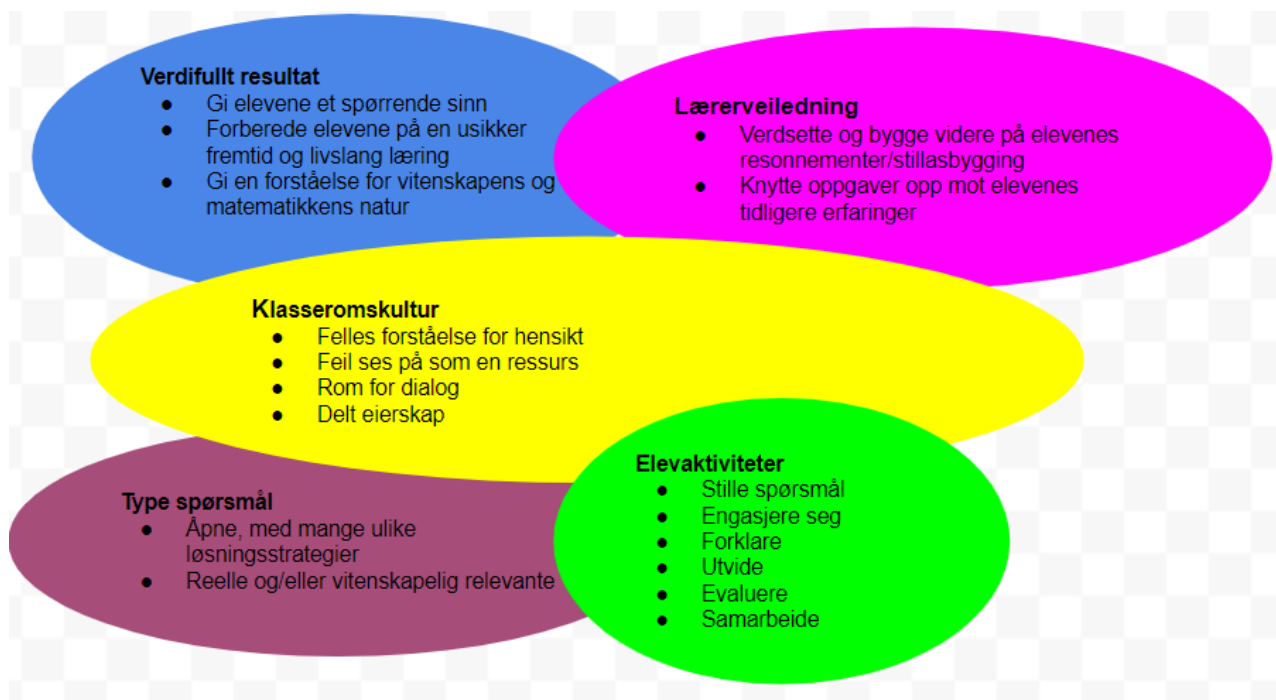 Verdifullt resultat
● Gi elevene et spørrende sinn
● Forberede elevene på en usikker
fremtid og livslang læring
● Gi en forståelse for vitenskapens og
matematikkens natur
Lærerveiledning
● Verdsette og bygge videre på elevenes
resonnementer/stillasbygging
● Knytte oppgaver opp mot elevenes
tidligere erfaringer
Klasseromskultur
● Felles forståelse for hensikt
● Feil ses på som en ressurs
● Rom for dialog
● Delt eierskap
Type spørsmål
● Åpne, med mange ulike
løsningsstrategier
● Reelle og/eller vitenskapelig relevante
Elevaktiviteter
● Stille spørsmål
● Engasjere seg
● Forklare
● Utvide
● Evaluere
● Samarbeide